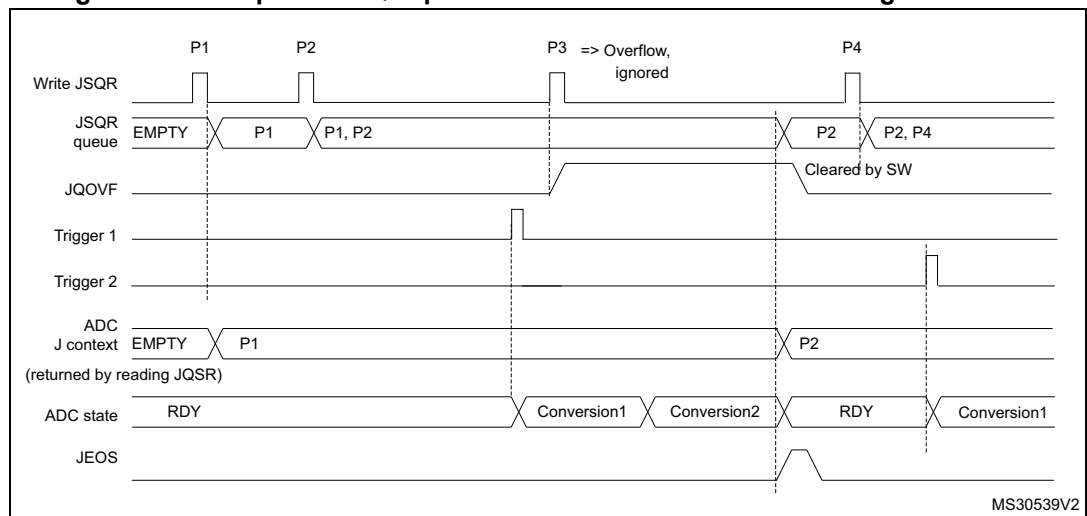 P1 P2 P3 => Overflow, P4
ignored
Write JSQR
JSQR
queue EMPTY P1 P1, P2 P2 P2, P4
Cleared by SW
JQOVF
Trigger 1
Trigger 2
ADC
J context EMPTY P1 P2
(returned by reading JQSR)
ADC state RDY Conversion1 Conversion2 RDY Conversion1
JEOS
MS30539V2